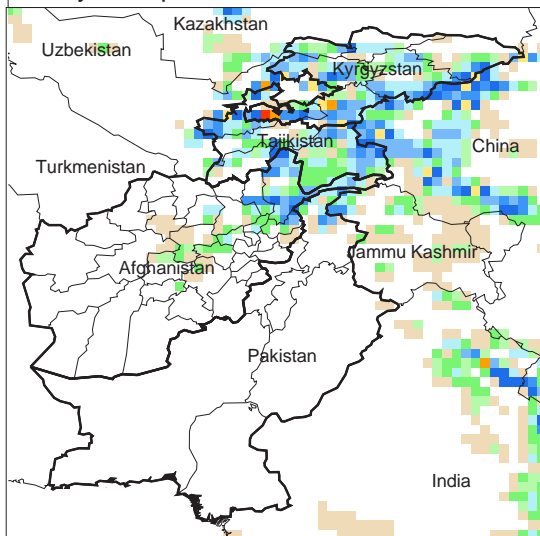 Kazakhstan
Uzbekistan
Kyrgyzstan
Tajikistan
China
Turkmenistan
Jammu Kashmir
Afghanistan
Pakistan
India